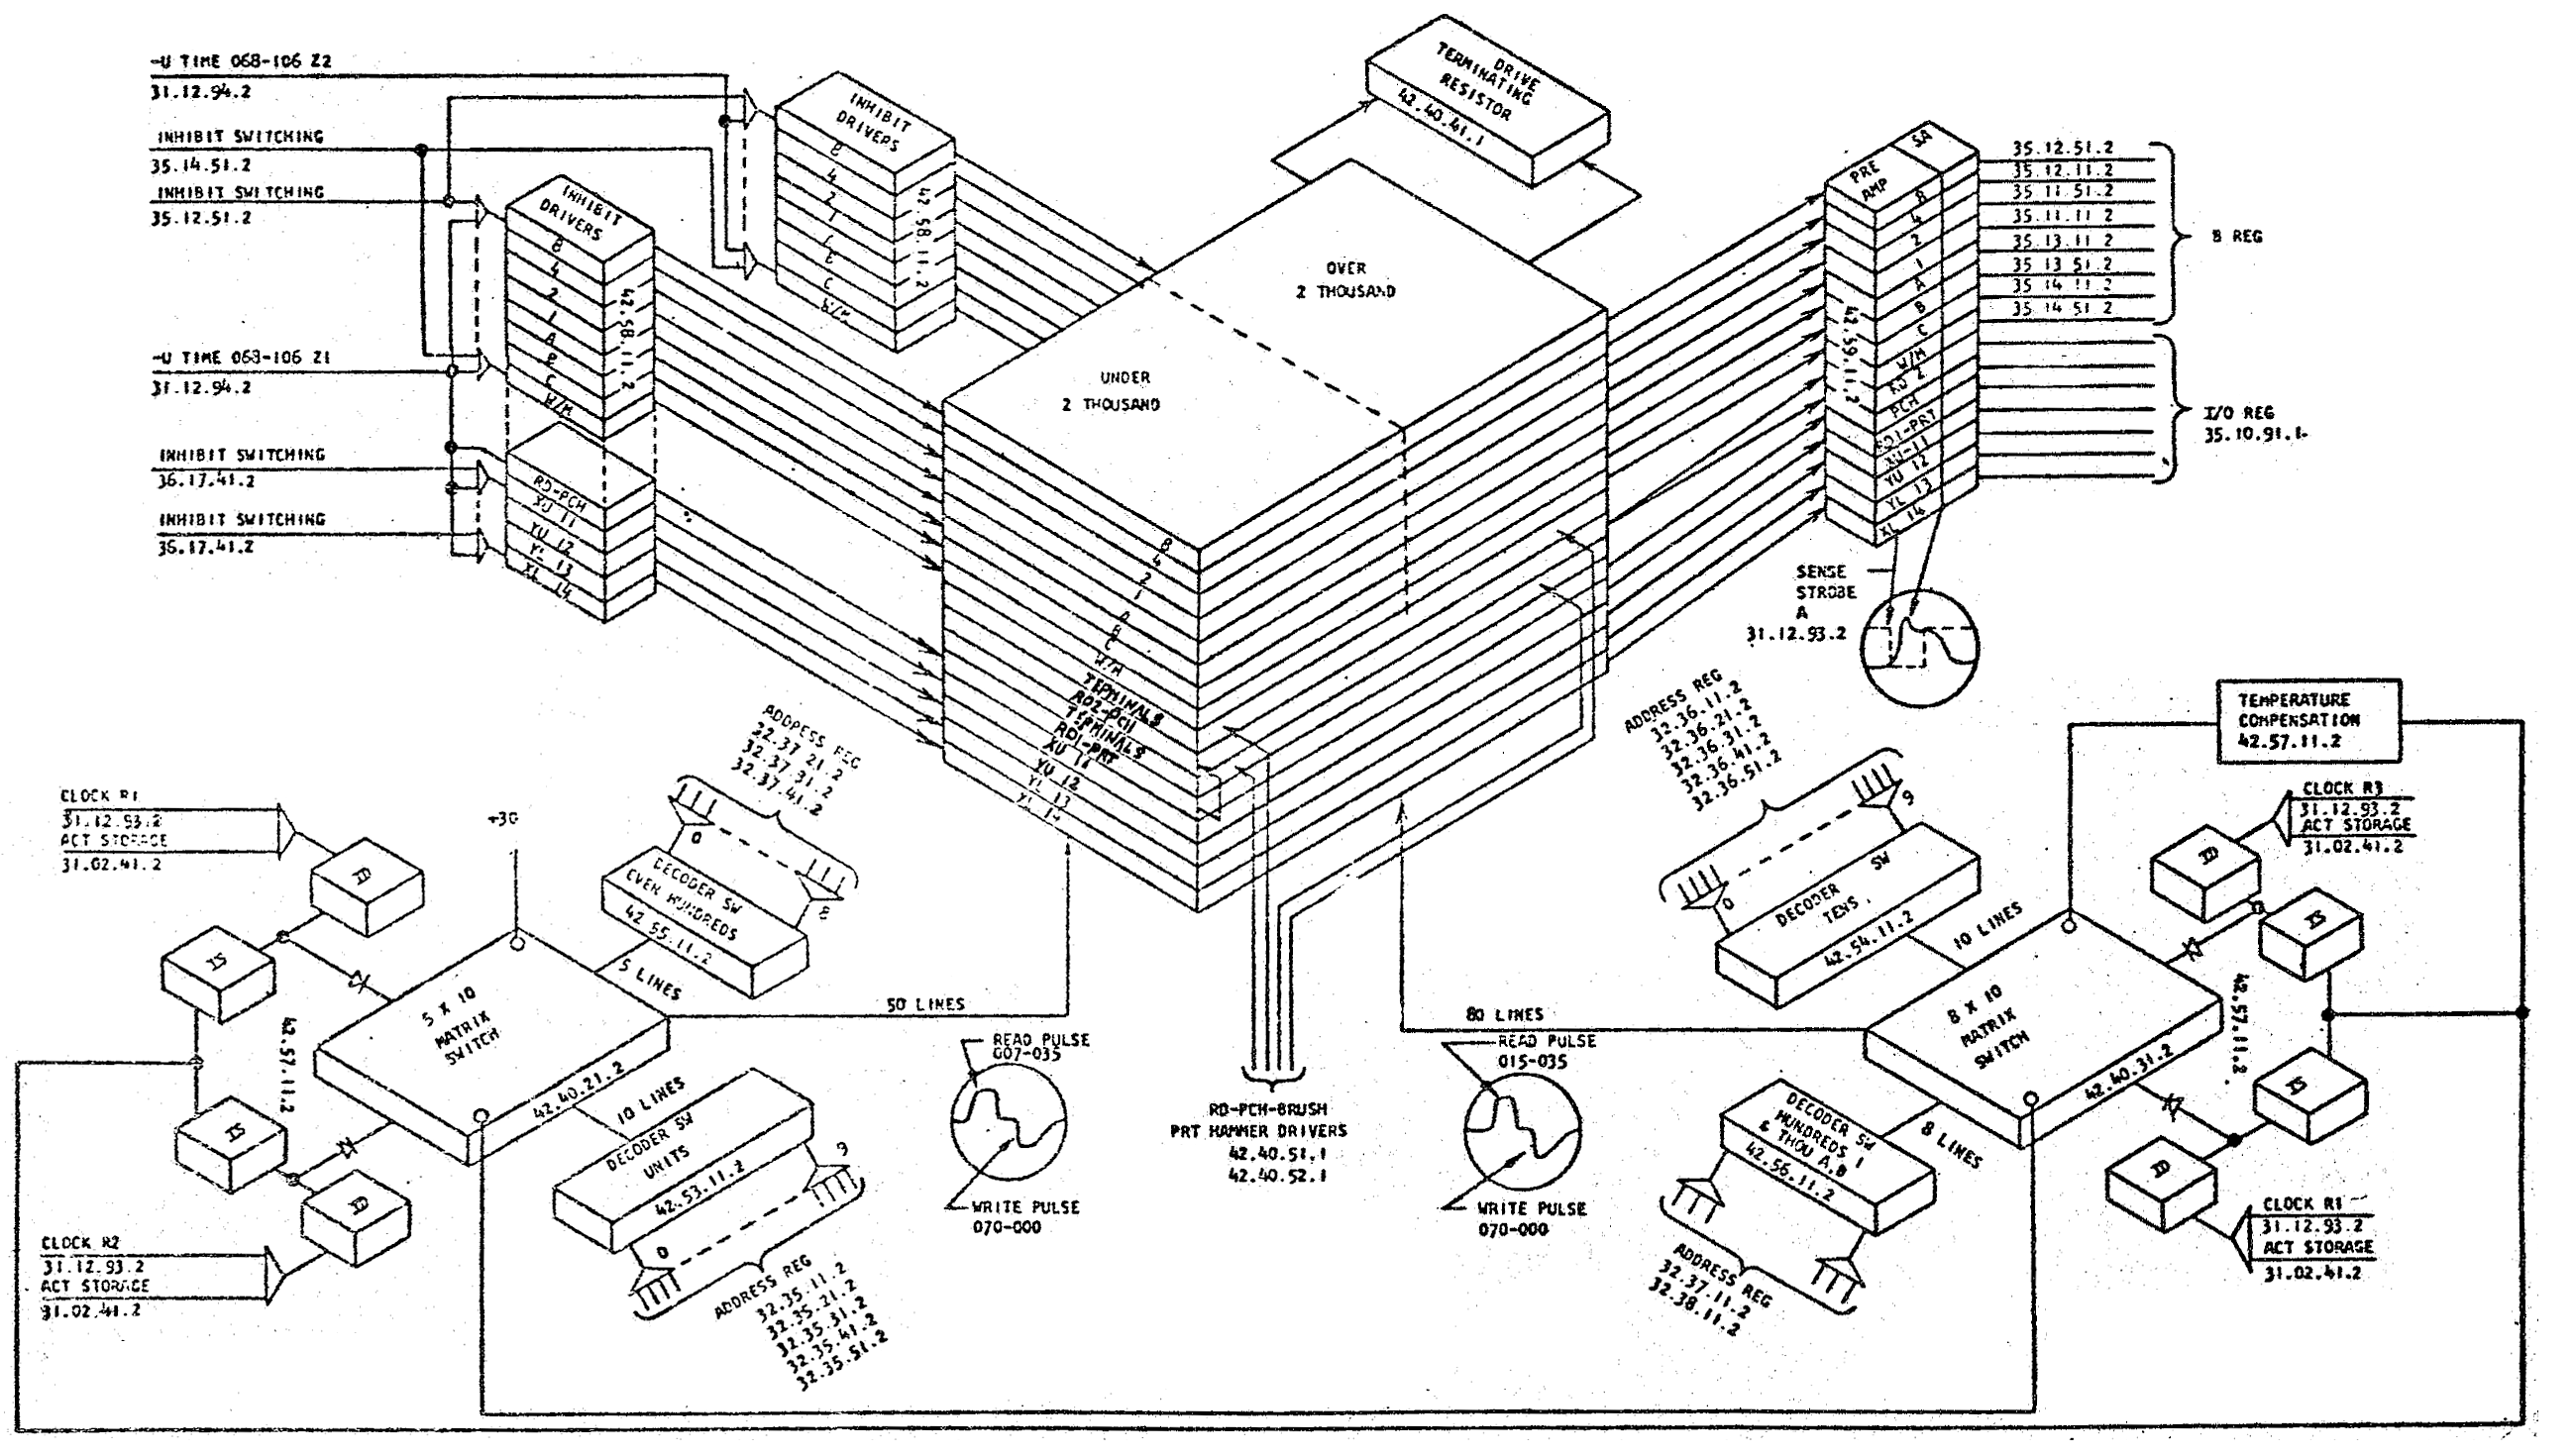 -U TIME 068-106 Z2
31.12.94.2
INHIBIT SWITCHING
35.14.51.2
INHIBIT SWITCHING
35.12.51.2
-U TIME 068-106 Z1
31.12.94.2
INHIBIT SWITCHING
36.17.41.2
INHIBIT SWITCHING
35.17.41.2
INHIBIT
DRIVERS
8
4
2
1
A
C
W/M
42.58.11.2
RD-PCH
XU 11
YU 12
YL 13
XL 14
INHIBIT
DRIVERS
8
4
2
1
C
W/M
42.58.11.2
DRIVE
TERMINATING
RESISTOR
42.40.41.1
OVER
2 THOUSAND
UNDER
2 THOUSAND
8
4
2
1
A
B
C
W/M
TERMINALS
RD2-PCH
TERMINALS
RD1-PRT
XU 11
YU 12
YL 13
XL 14
PRE
AMP
SA
8
4
2
1
A
B
C
W/M
RD 2
PCH
RD1-PRT
XU-11
YU 12
YL 13
XL 14
42.59.11.2
35.12.51.2
35.12.11.2
35 11.51.2
35.11.11 2
35.13.11 2
35 13 51.2
35 14 11.2
35 14 51 2
B REG
I/O REG
35.10.91.1
SENSE
STROBE
A
31.12.93.2
TEMPERATURE
COMPENSATION
42.57.11.2
CLOCK R1
31.12.93.2
ACT STORAGE
31.02.41.2
+30
ADDRESS REG
32.37 21.2
32.37.31.2
32.37.41.2
0
8
DECODER SW
EVEN HUNDREDS
42 55.11.2
5 LINES
5 X 10
MATRIX
SWITCH
42.40.21.2
42.57.11.2
50 LINES
10 LINES
DECODER SW
UNITS
42.53.11.2
0
9
ADDRESS REG
32.35.11.2
32.35.21.2
32.35.31.2
32.35.41.2
32.35.51.2
CLOCK R2
31.12.93.2
ACT STORAGE
31.02.41.2
READ PULSE
007-035
WRITE PULSE
070-000
RD-PCH-BRUSH
PRT HAMMER DRIVERS
42.40.51.1
42.40.52.1
80 LINES
READ PULSE
015-035
WRITE PULSE
070-000
ADDRESS REG
32.36.11.2
32.36.21.2
32.36.31.2
32.36.41.2
32.36.51.2
0
9
DECODER SW
TENS
42.54.11.2
10 LINES
8 X 10
MATRIX
SWITCH
42.40.31.2
42.57.11.2
8 LINES
DECODER SW
HUNDREDS 1
& THOU A,B
42.56.11.2
ADDRESS REG
32.37.11.2
32.38.11.2
CLOCK R3
31.12.93.2
ACT STORAGE
31.02.41.2
CLOCK R1
31.12.93.2
ACT STORAGE
31.02.41.2